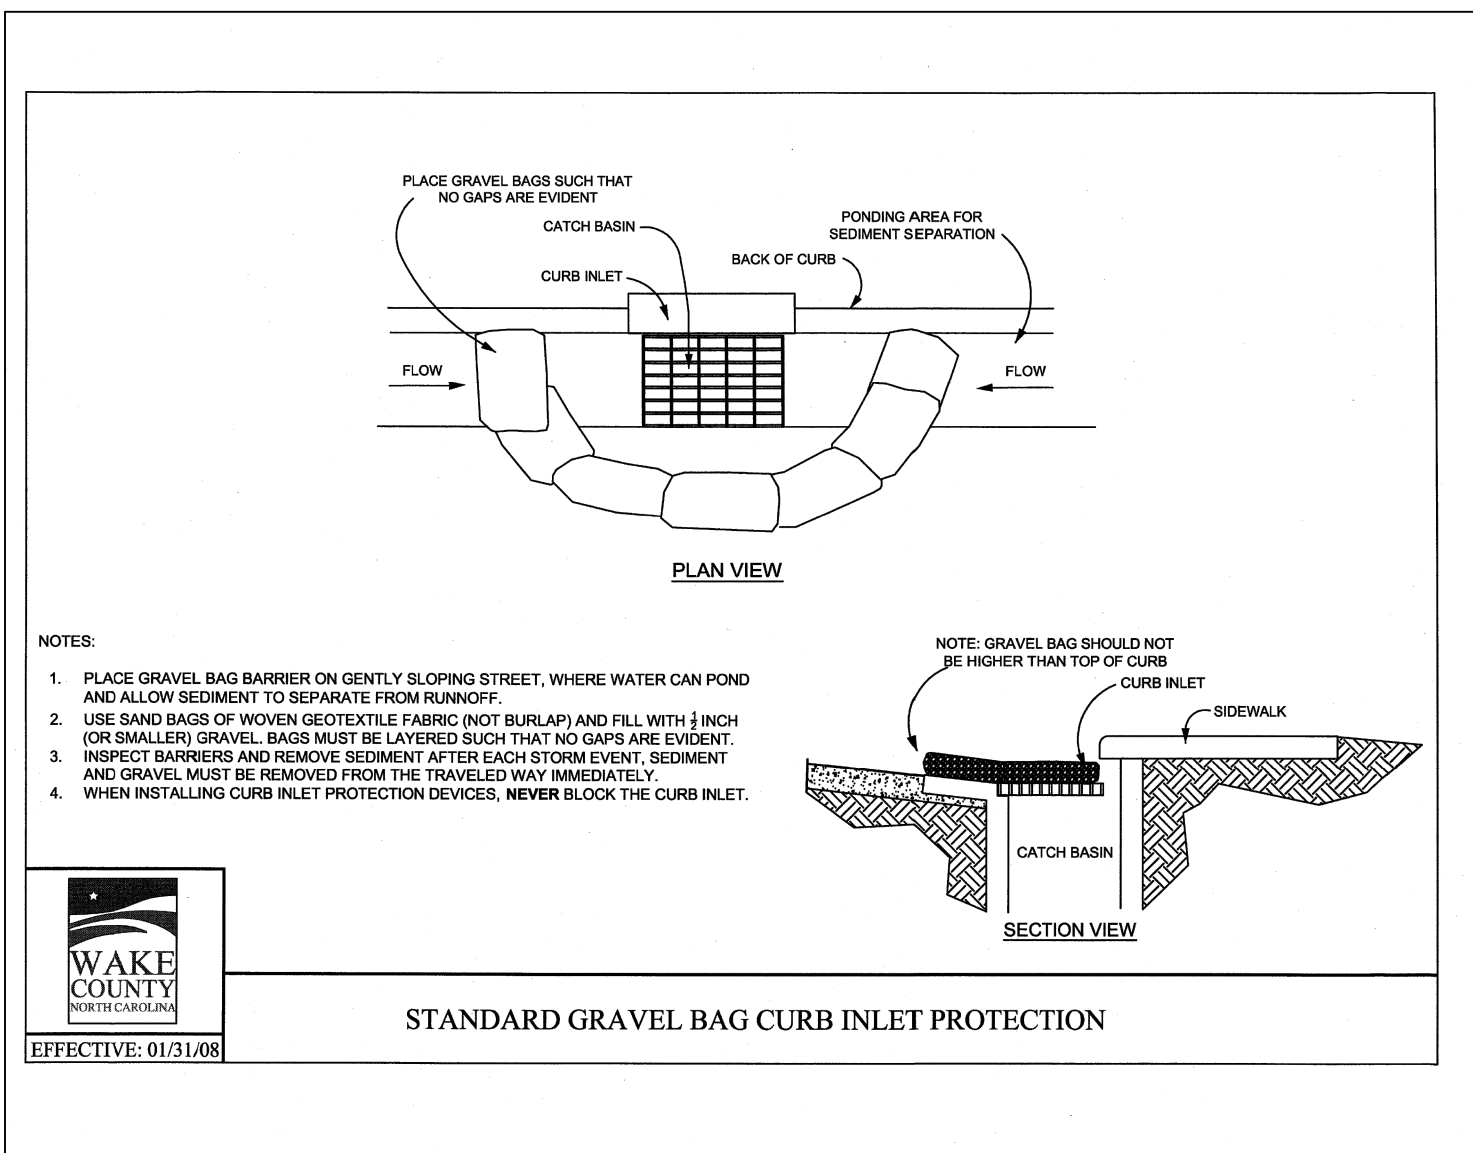 PLACE GRAVEL BAGS SUCH THAT
NO GAPS ARE EVIDENT
CATCH BASIN
CURB INLET
BACK OF CURB
PONDING AREA FOR
SEDIMENT SEPARATION
FLOW
FLOW
PLAN VIEW
NOTES:
1. PLACE GRAVEL BAG BARRIER ON GENTLY SLOPING STREET, WHERE WATER CAN POND
AND ALLOW SEDIMENT TO SEPARATE FROM RUNNOFF.
2. USE SAND BAGS OF WOVEN GEOTEXTILE FABRIC (NOT BURLAP) AND FILL WITH ½ INCH
(OR SMALLER) GRAVEL. BAGS MUST BE LAYERED SUCH THAT NO GAPS ARE EVIDENT.
3. INSPECT BARRIERS AND REMOVE SEDIMENT AFTER EACH STORM EVENT, SEDIMENT
AND GRAVEL MUST BE REMOVED FROM THE TRAVELED WAY IMMEDIATELY.
4. WHEN INSTALLING CURB INLET PROTECTION DEVICES, NEVER BLOCK THE CURB INLET.
NOTE: GRAVEL BAG SHOULD NOT
BE HIGHER THAN TOP OF CURB
CURB INLET
SIDEWALK
CATCH BASIN
SECTION VIEW
WAKE
COUNTY
NORTH CAROLINA
EFFECTIVE: 01/31/08
STANDARD GRAVEL BAG CURB INLET PROTECTION